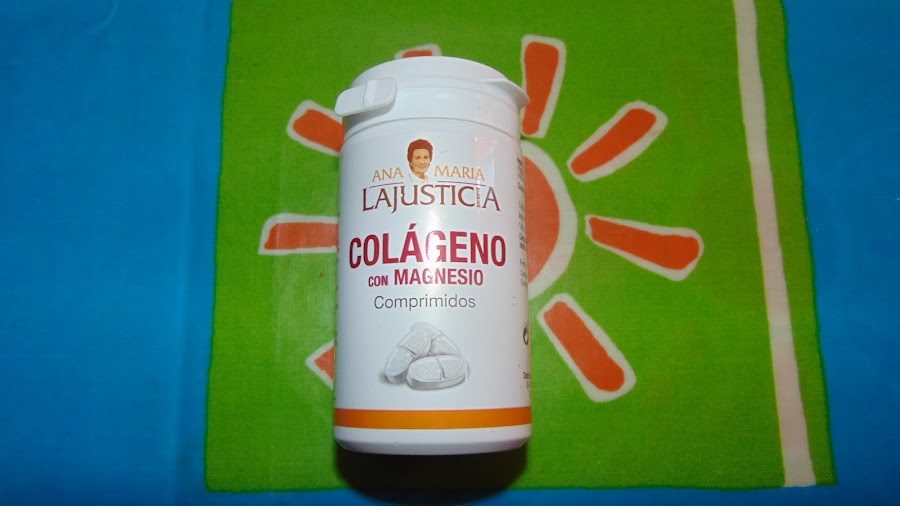 ANA MARIA
LAJUSTICIA
COLÁGENO
CON MAGNESIO
Comprimidos